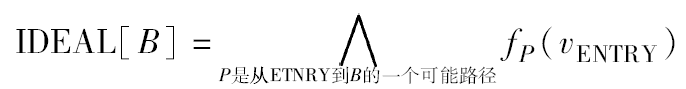 IDEAL[B] = ⋀ f_P(v_ENTRY)
P是从ETNRY到B的一个可能路径